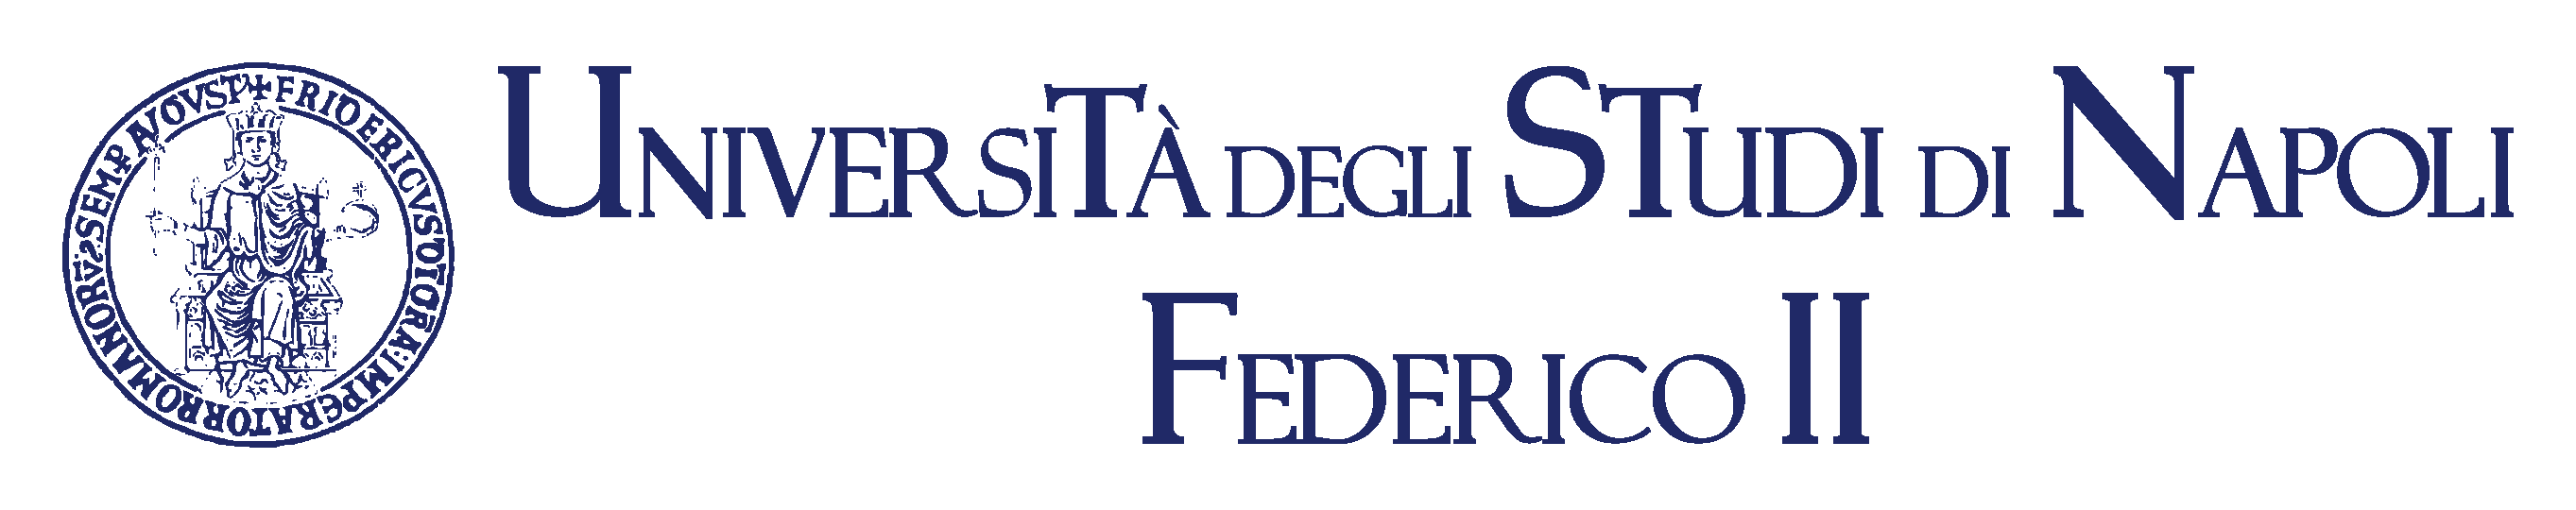 UNIVERSITÀ DEGLI STUDI DI NAPOLI
FEDERICO II